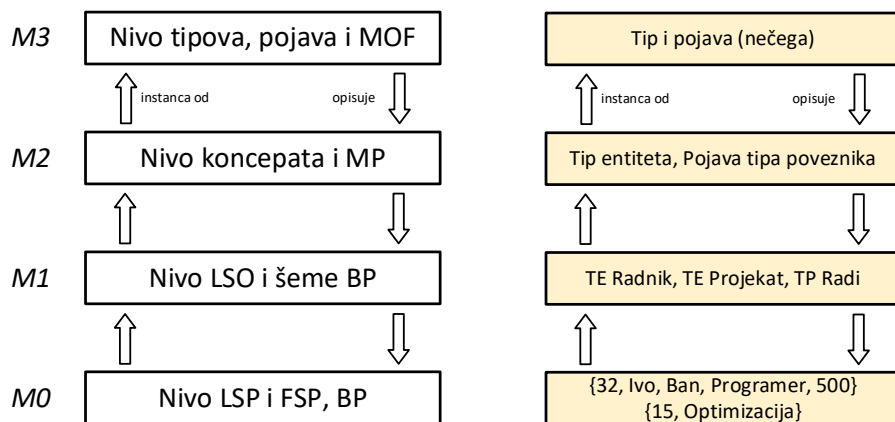 M3
Nivo tipova, pojava i MOF
Tip i pojava (nečega)
instanca od
opisuje
instanca od
opisuje
M2
Nivo koncepata i MP
Tip entiteta, Pojava tipa poveznika
M1
Nivo LSO i šeme BP
TE Radnik, TE Projekat, TP Radi
M0
Nivo LSP i FSP, BP
{32, Ivo, Ban, Programer, 500}
{15, Optimizacija}